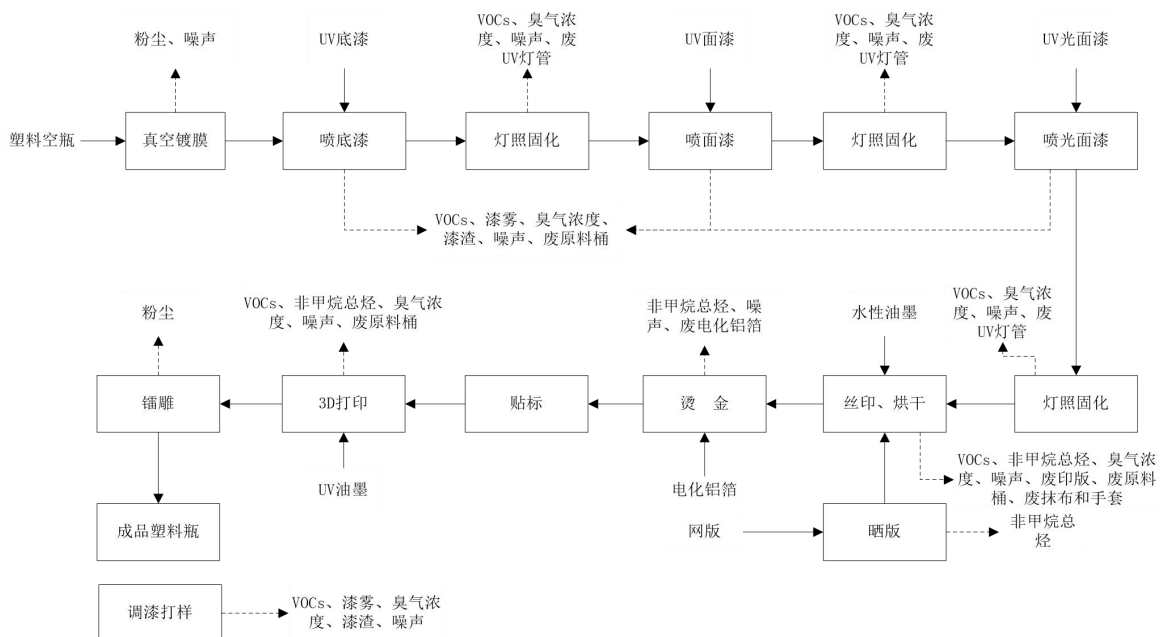 粉尘、噪声
UV底漆
VOCs、臭气浓
度、噪声、废
UV灯管
UV面漆
VOCs、臭气浓
度、噪声、废
UV灯管
UV光面漆
塑料空瓶
真空镀膜
喷底漆
灯照固化
喷面漆
灯照固化
喷光面漆
VOCs、漆雾、臭气浓度、
漆渣、噪声、废原料桶
粉尘
VOCs、非甲烷总烃、臭气浓
度、噪声、废原料桶
非甲烷总烃、噪
声、废电化铝箔
水性油墨
VOCs、臭气浓
度、噪声、废
UV灯管
镭雕
3D打印
贴标
烫 金
丝印、烘干
灯照固化
UV油墨
电化铝箔
VOCs、非甲烷总烃、臭气浓
度、噪声、废印版、废原料
桶、废抹布和手套
成品塑料瓶
网版
晒版
非甲烷总
烃
调漆打样
VOCs、漆雾、臭气浓
度、漆渣、噪声